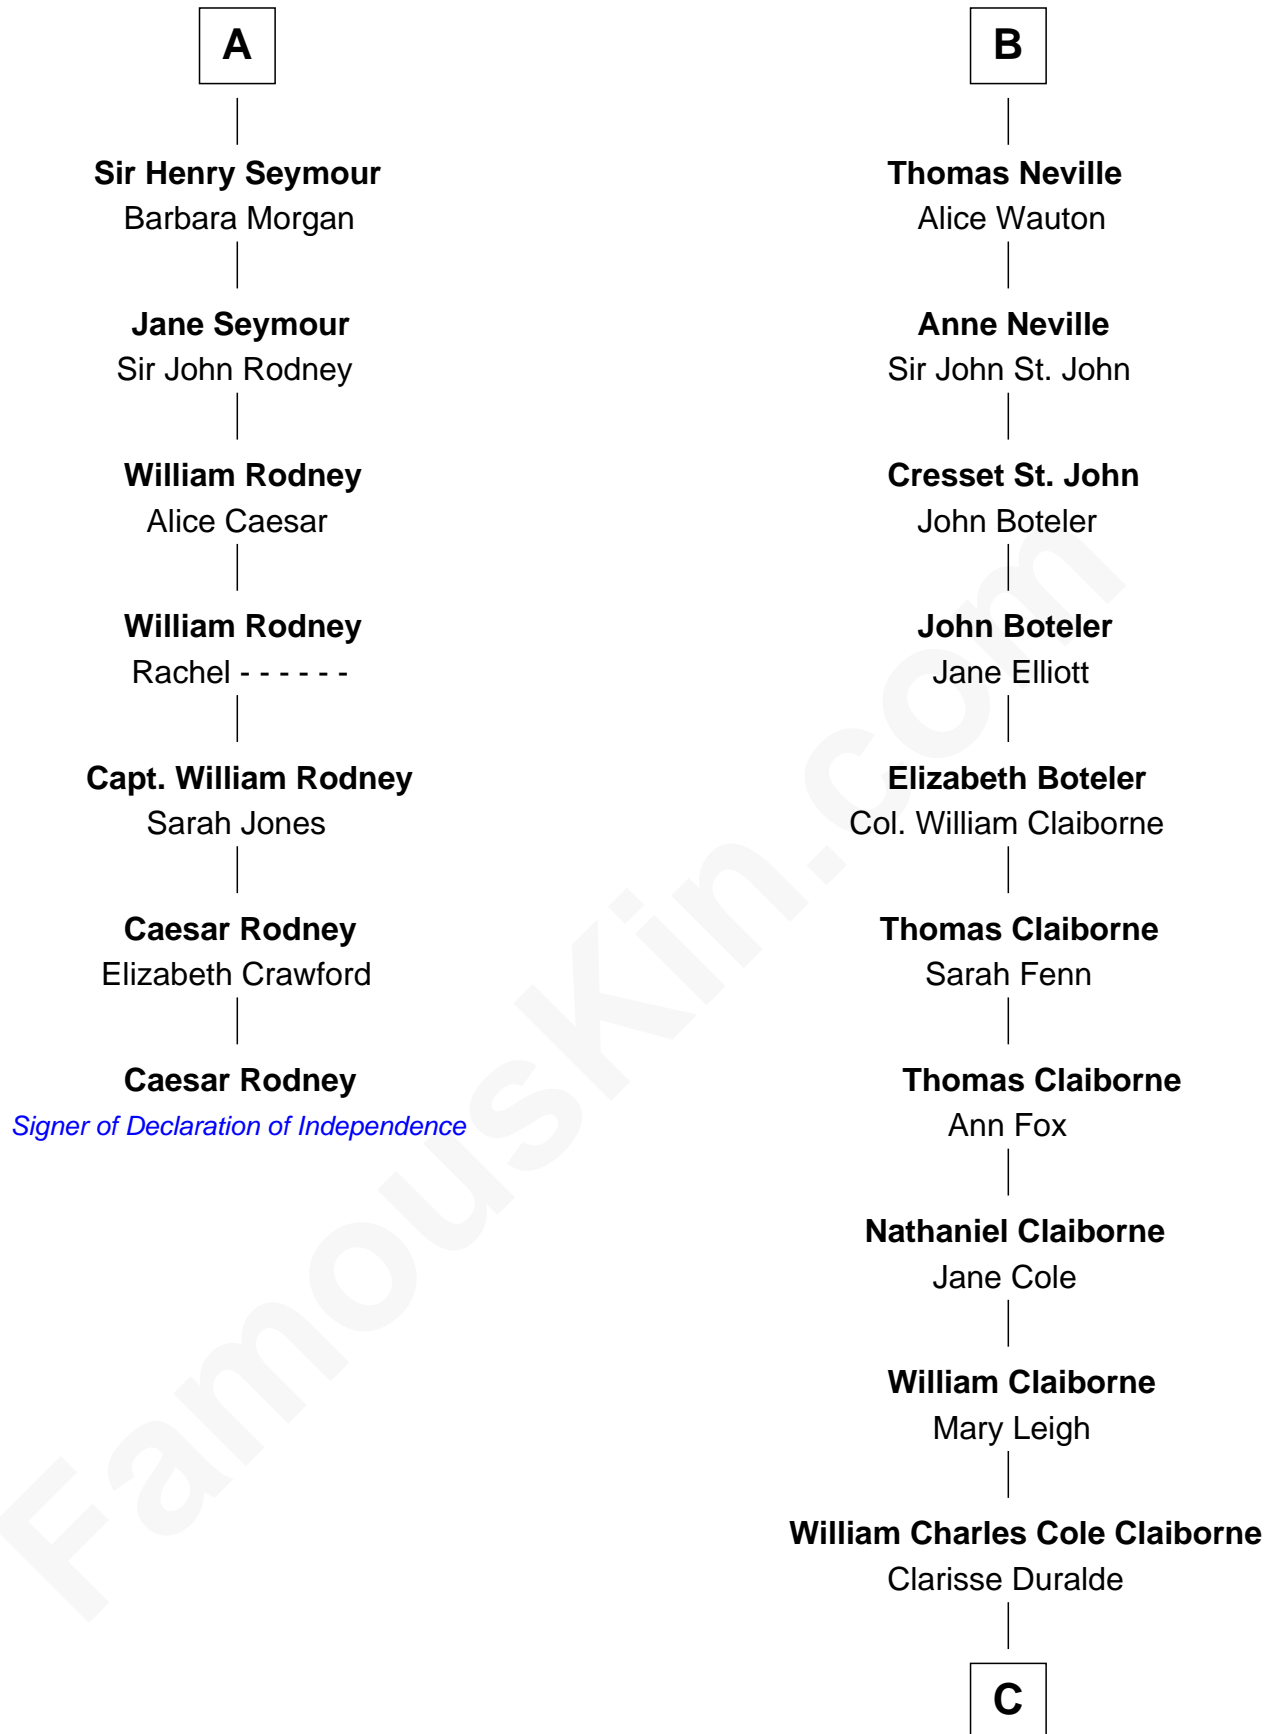 A
Sir Henry Seymour
Barbara Morgan
Jane Seymour
Sir John Rodney
William Rodney
Alice Caesar
William Rodney
Rachel - - - - - -
Capt. William Rodney
Sarah Jones
Caesar Rodney
Elizabeth Crawford
Caesar Rodney
Signer of Declaration of Independence
B
Thomas Neville
Alice Wauton
Anne Neville
Sir John St. John
Cresset St. John
John Boteler
John Boteler
Jane Elliott
Elizabeth Boteler
Col. William Claiborne
Thomas Claiborne
Sarah Fenn
Thomas Claiborne
Ann Fox
Nathaniel Claiborne
Jane Cole
William Claiborne
Mary Leigh
William Charles Cole Claiborne
Clarisse Duralde
C
FamousKin.com